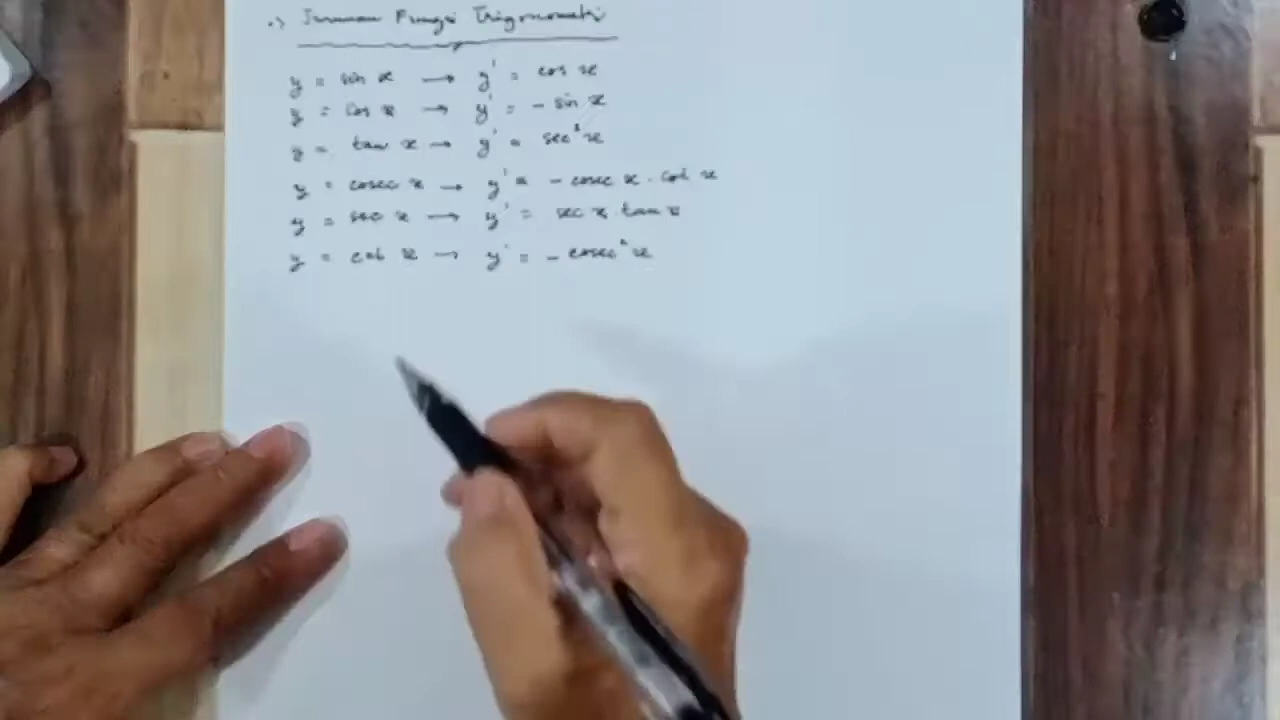 •) Turunan Fungsi Trigonometri
y = sin x → y' = cos x
y = cos x → y' = - sin x
y = tan x → y' = sec² x
y = cosec x → y' = - cosec x . cot x
y = sec x → y' = sec x . tan x
y = cot x → y' = - cosec² x